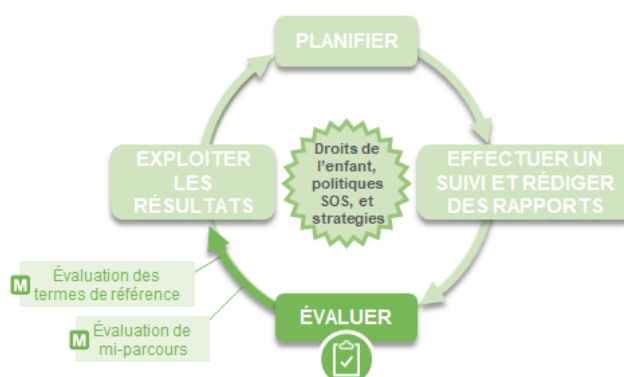 PLANIFIER
EXPLOITER
LES
RÉSULTATS
Droits de
l'enfant,
politiques
SOS, et
strategies
EFFECTUER UN
SUIVI ET RÉDIGER
DES RAPPORTS
M
Évaluation des
termes de référence
M
Évaluation de
mi-parcours
ÉVALUER